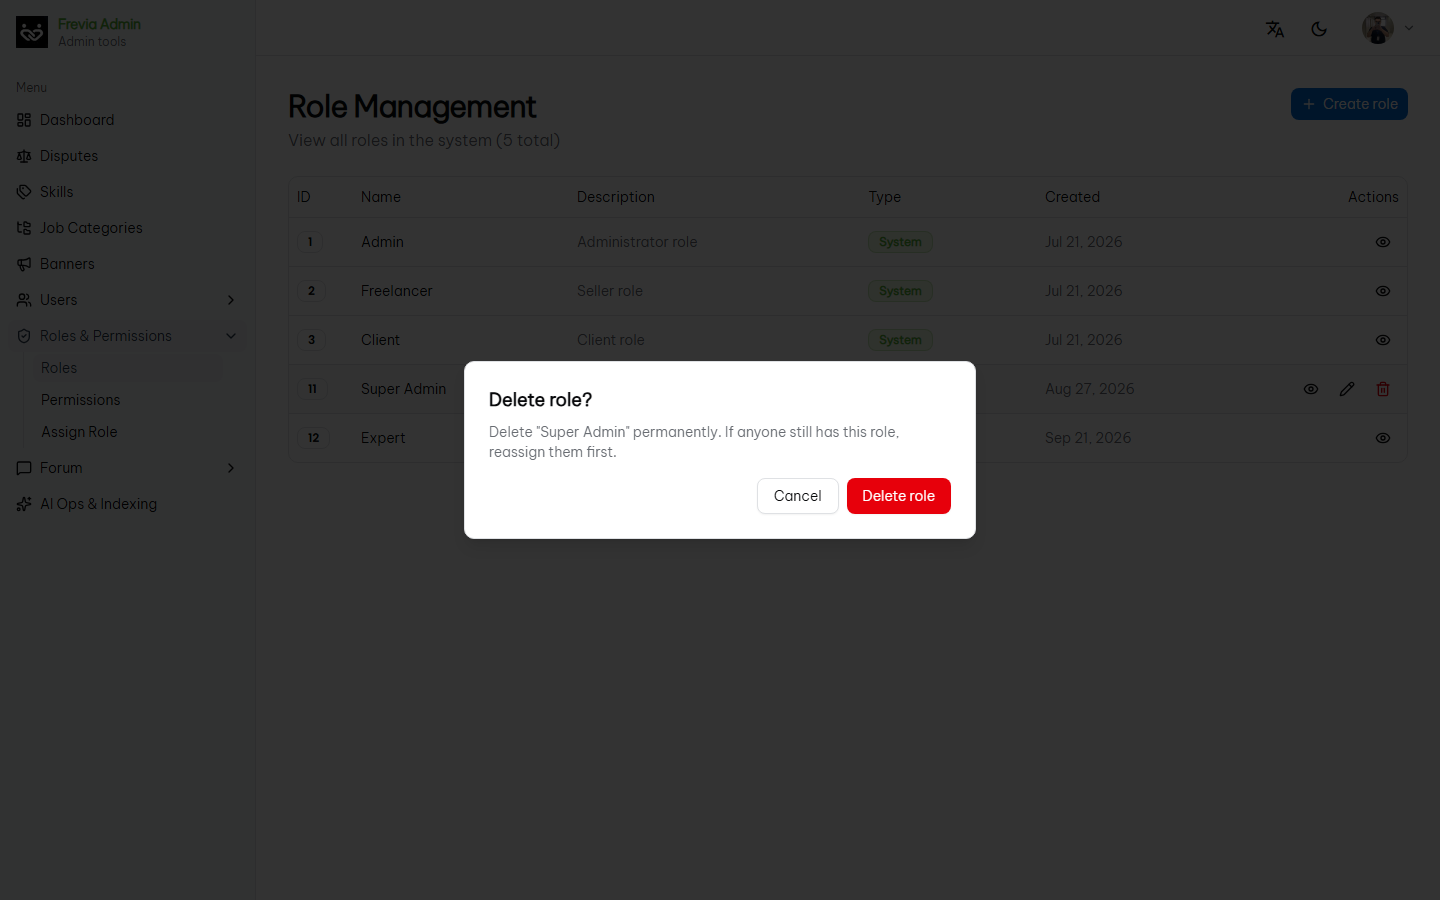 Frevia Admin
Admin tools
Menu
Dashboard
Disputes
Skills
Job Categories
Banners
Users
Roles & Permissions
Roles
Permissions
Assign Role
Forum
AI Ops & Indexing
Role Management
View all roles in the system (5 total)
Create role
ID Name Description Type Created Actions
1 Admin Administrator role System Jul 21, 2026
2 Freelancer Seller role System Jul 21, 2026
3 Client Client role System Jul 21, 2026
11 Super Admin Aug 27, 2026
12 Expert Sep 21, 2026
Delete role?
Delete "Super Admin" permanently. If anyone still has this role,
reassign them first.
Cancel Delete role